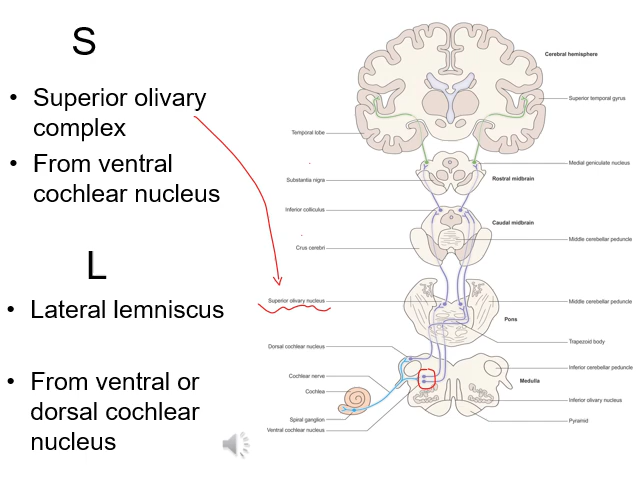 S
• Superior olivary
complex
• From ventral
cochlear nucleus
L
• Lateral lemniscus
• From ventral or
dorsal cochlear
nucleus
Cerebral hemisphere
Superior temporal gyrus
Temporal lobe
Medial geniculate nucleus
Substantia nigra
Rostral midbrain
Inferior colliculus
Caudal midbrain
Middle cerebellar peduncle
Crus cerebri
Superior olivary nucleus
Middle cerebellar peduncle
Pons
Trapezoid body
Dorsal cochlear nucleus
Inferior cerebellar peduncle
Cochlear nerve
Medulla
Cochlea
Inferior olivary nucleus
Spiral ganglion
Pyramid
Ventral cochlear nucleus